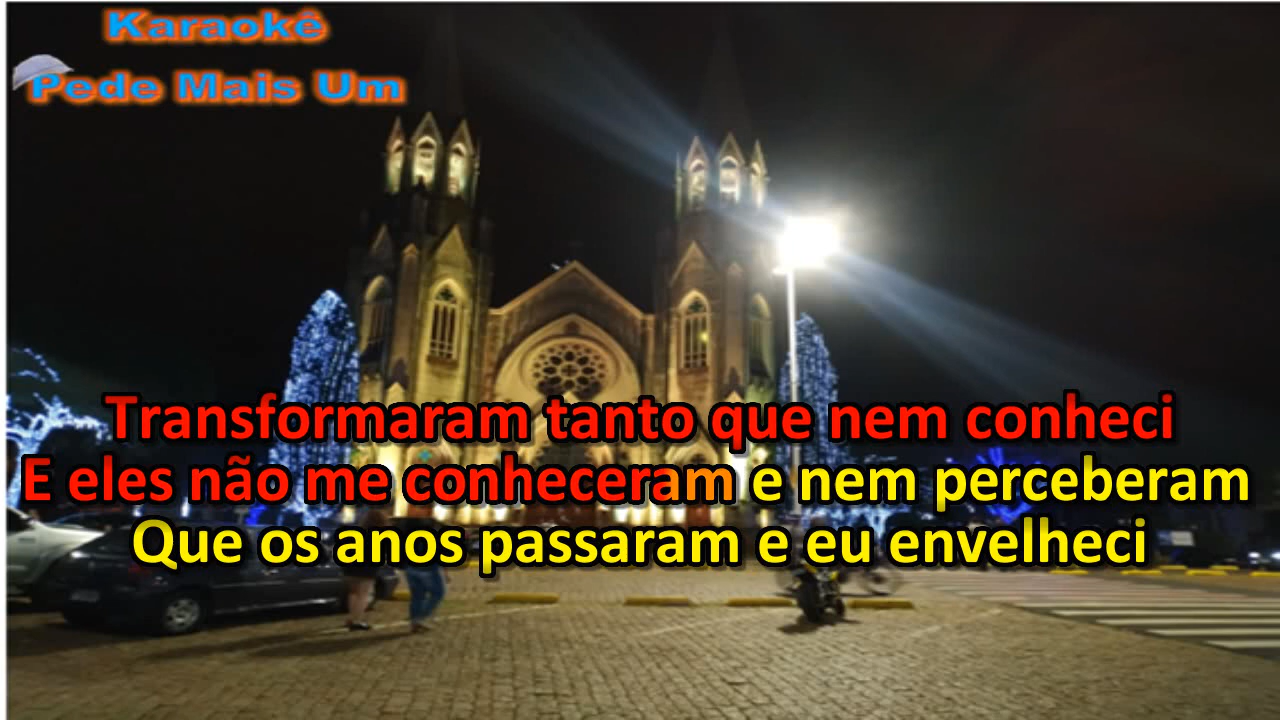 Karaokê
Pede Mais Um
Transformaram tanto que nem conheci
E eles não me conheceram e nem perceberam
Que os anos passaram e eu envelheci